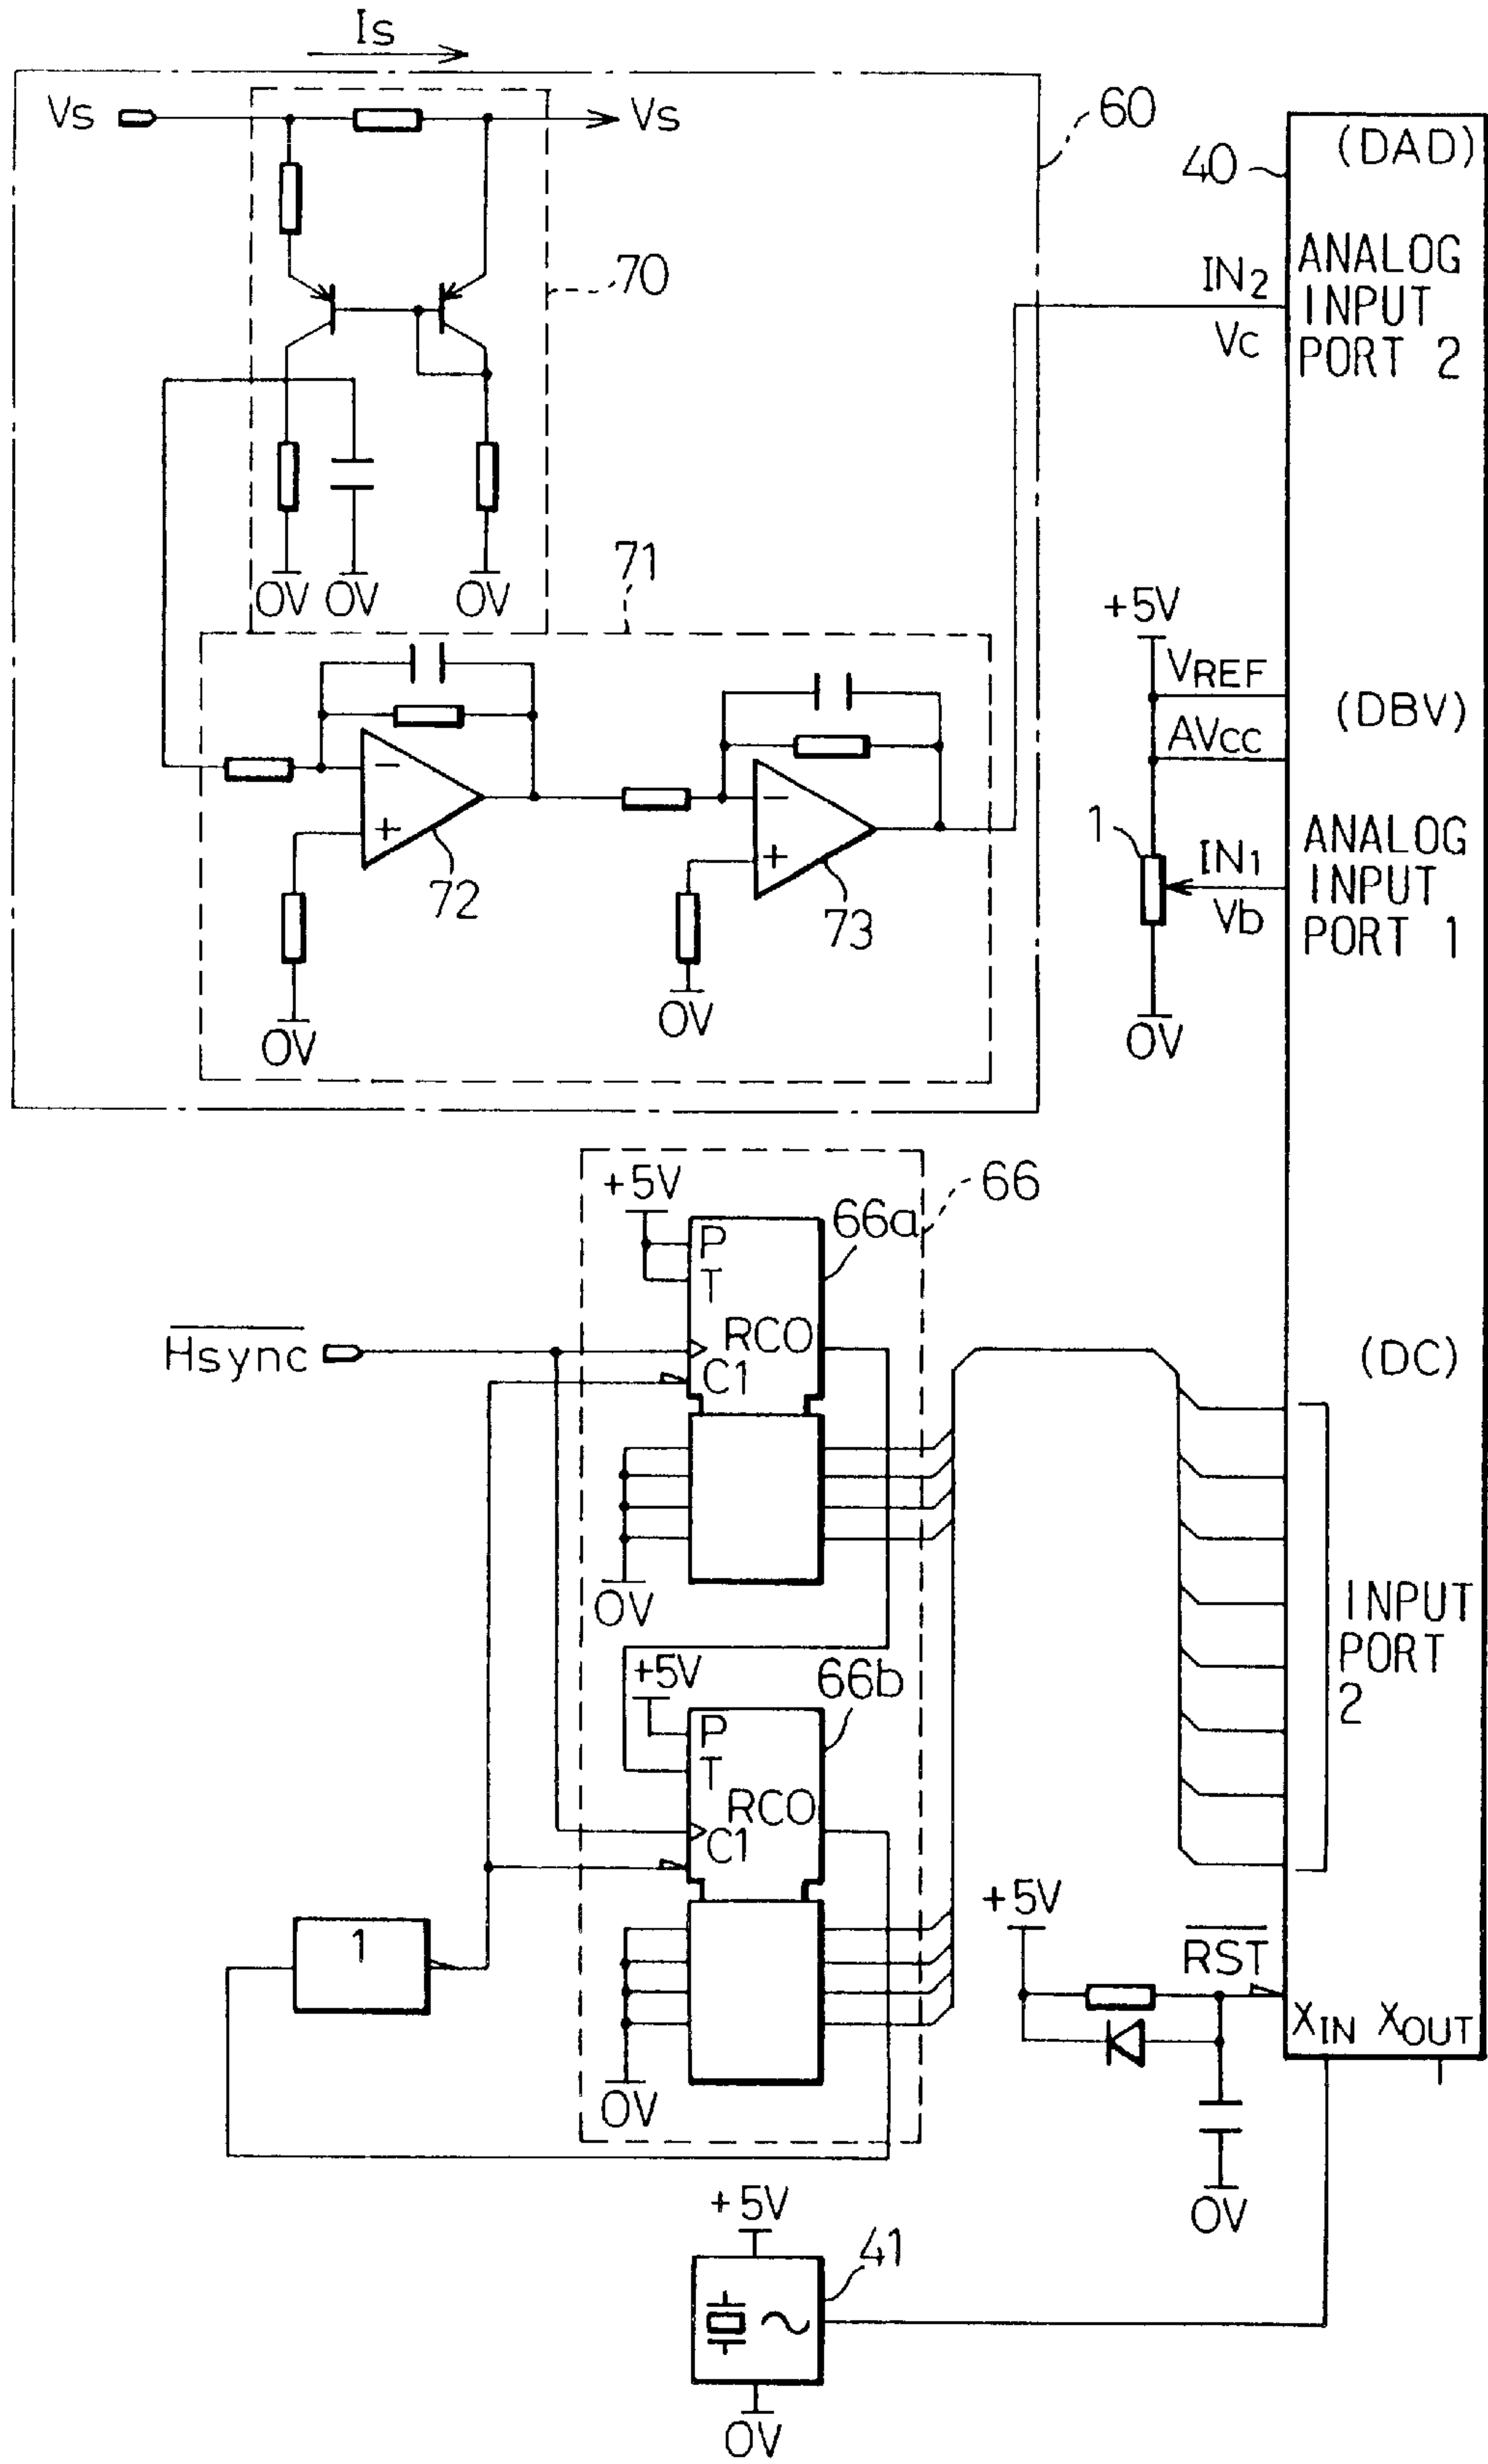 Is
Vs
Vs
60
40
(DAD)
ANALOG
INPUT
PORT 2
IN2
Vc
70
0V
0V
0V
71
72
73
0V
0V
+5V
VREF
(DBV)
AVCC
1
IN1
Vb
ANALOG
INPUT
PORT 1
0V
66
+5V
66a
P
T
RCO
Hsync
C1
(DC)
0V
INPUT
PORT
2
+5V
66b
P
T
RCO
C1
1
0V
+5V
RST
XIN XOUT
0V
+5V
41
0V